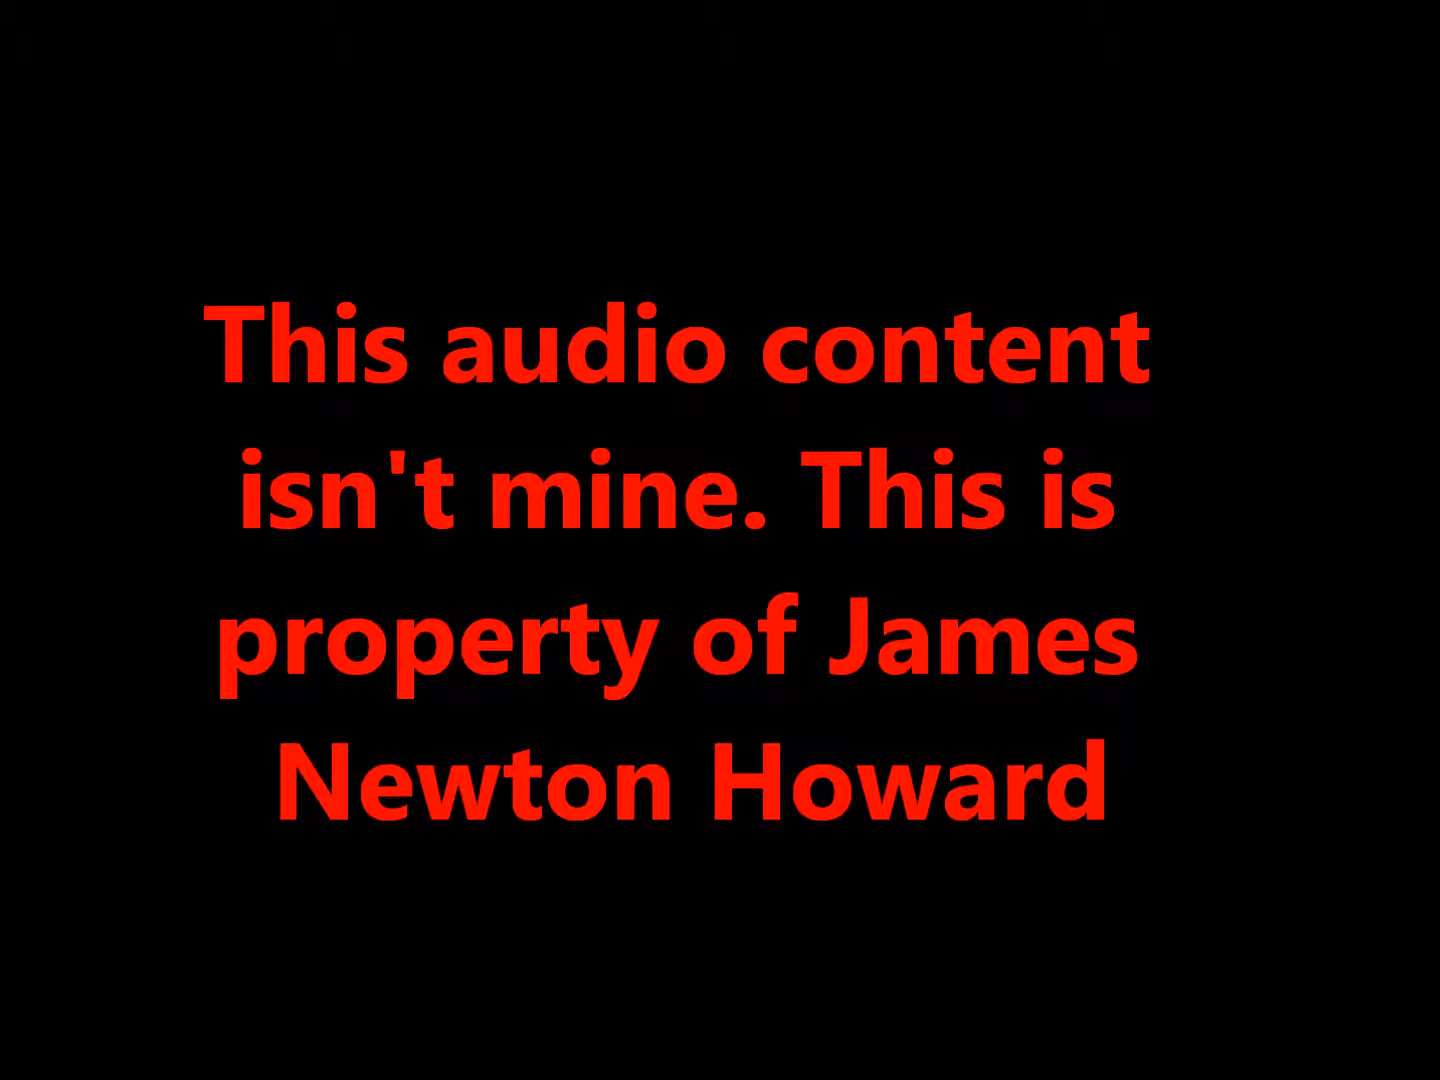 This audio content
isn't mine. This is
property of James
Newton Howard